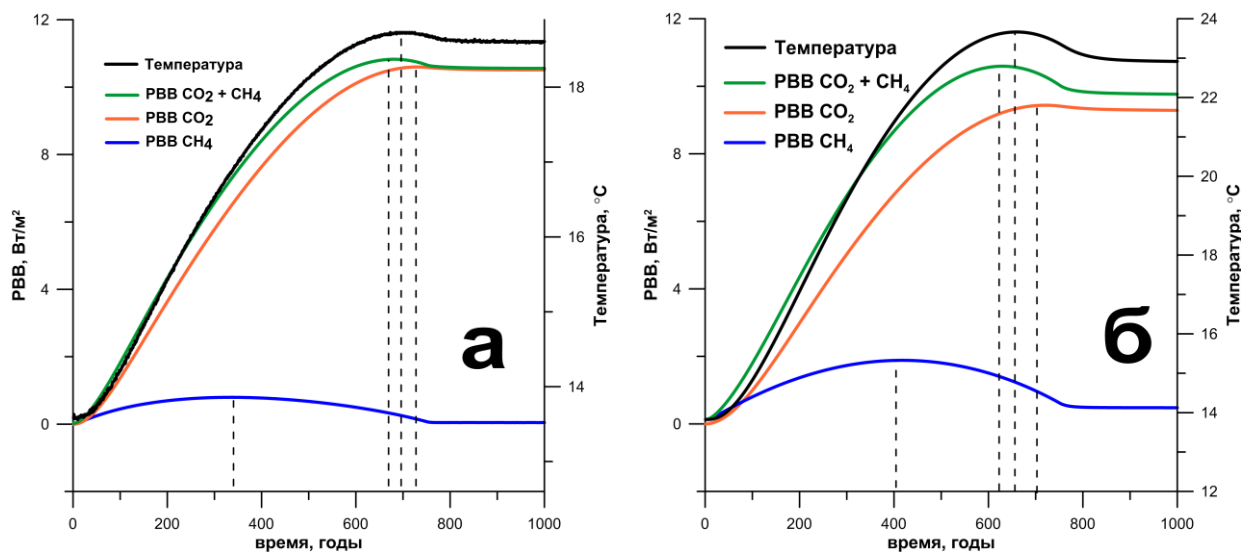 12
8
4
0
РВВ, Вт/м²
Температура
РВВ CO2 + CH4
РВВ CO2
РВВ CH4
18
16
14
Температура, °C
а
0
200
400
600
800
1000
время, годы
12
8
4
0
РВВ, Вт/м²
Температура
РВВ CO2 + CH4
РВВ CO2
РВВ CH4
24
22
20
18
16
14
12
Температура, °C
б
0
200
400
600
800
1000
время, годы